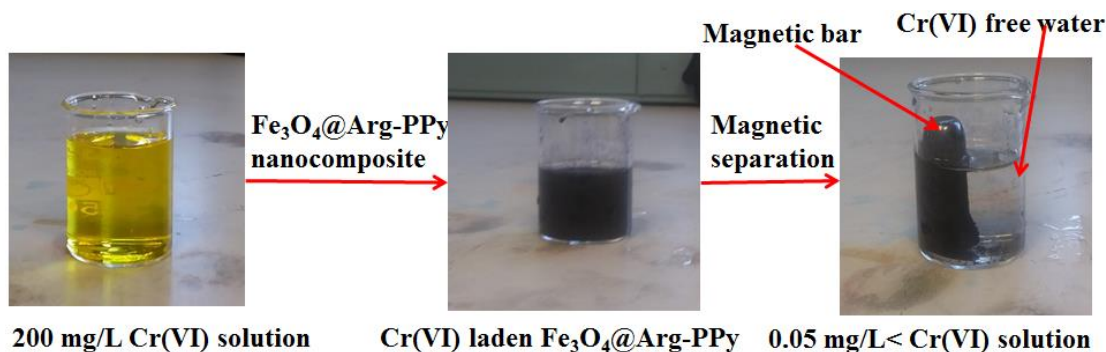 Magnetic bar
Cr(VI) free water
Fe₃O₄@Arg-PPy
nanocomposite
Magnetic
separation
200 mg/L Cr(VI) solution
Cr(VI) laden Fe₃O₄@Arg-PPy
0.05 mg/L< Cr(VI) solution